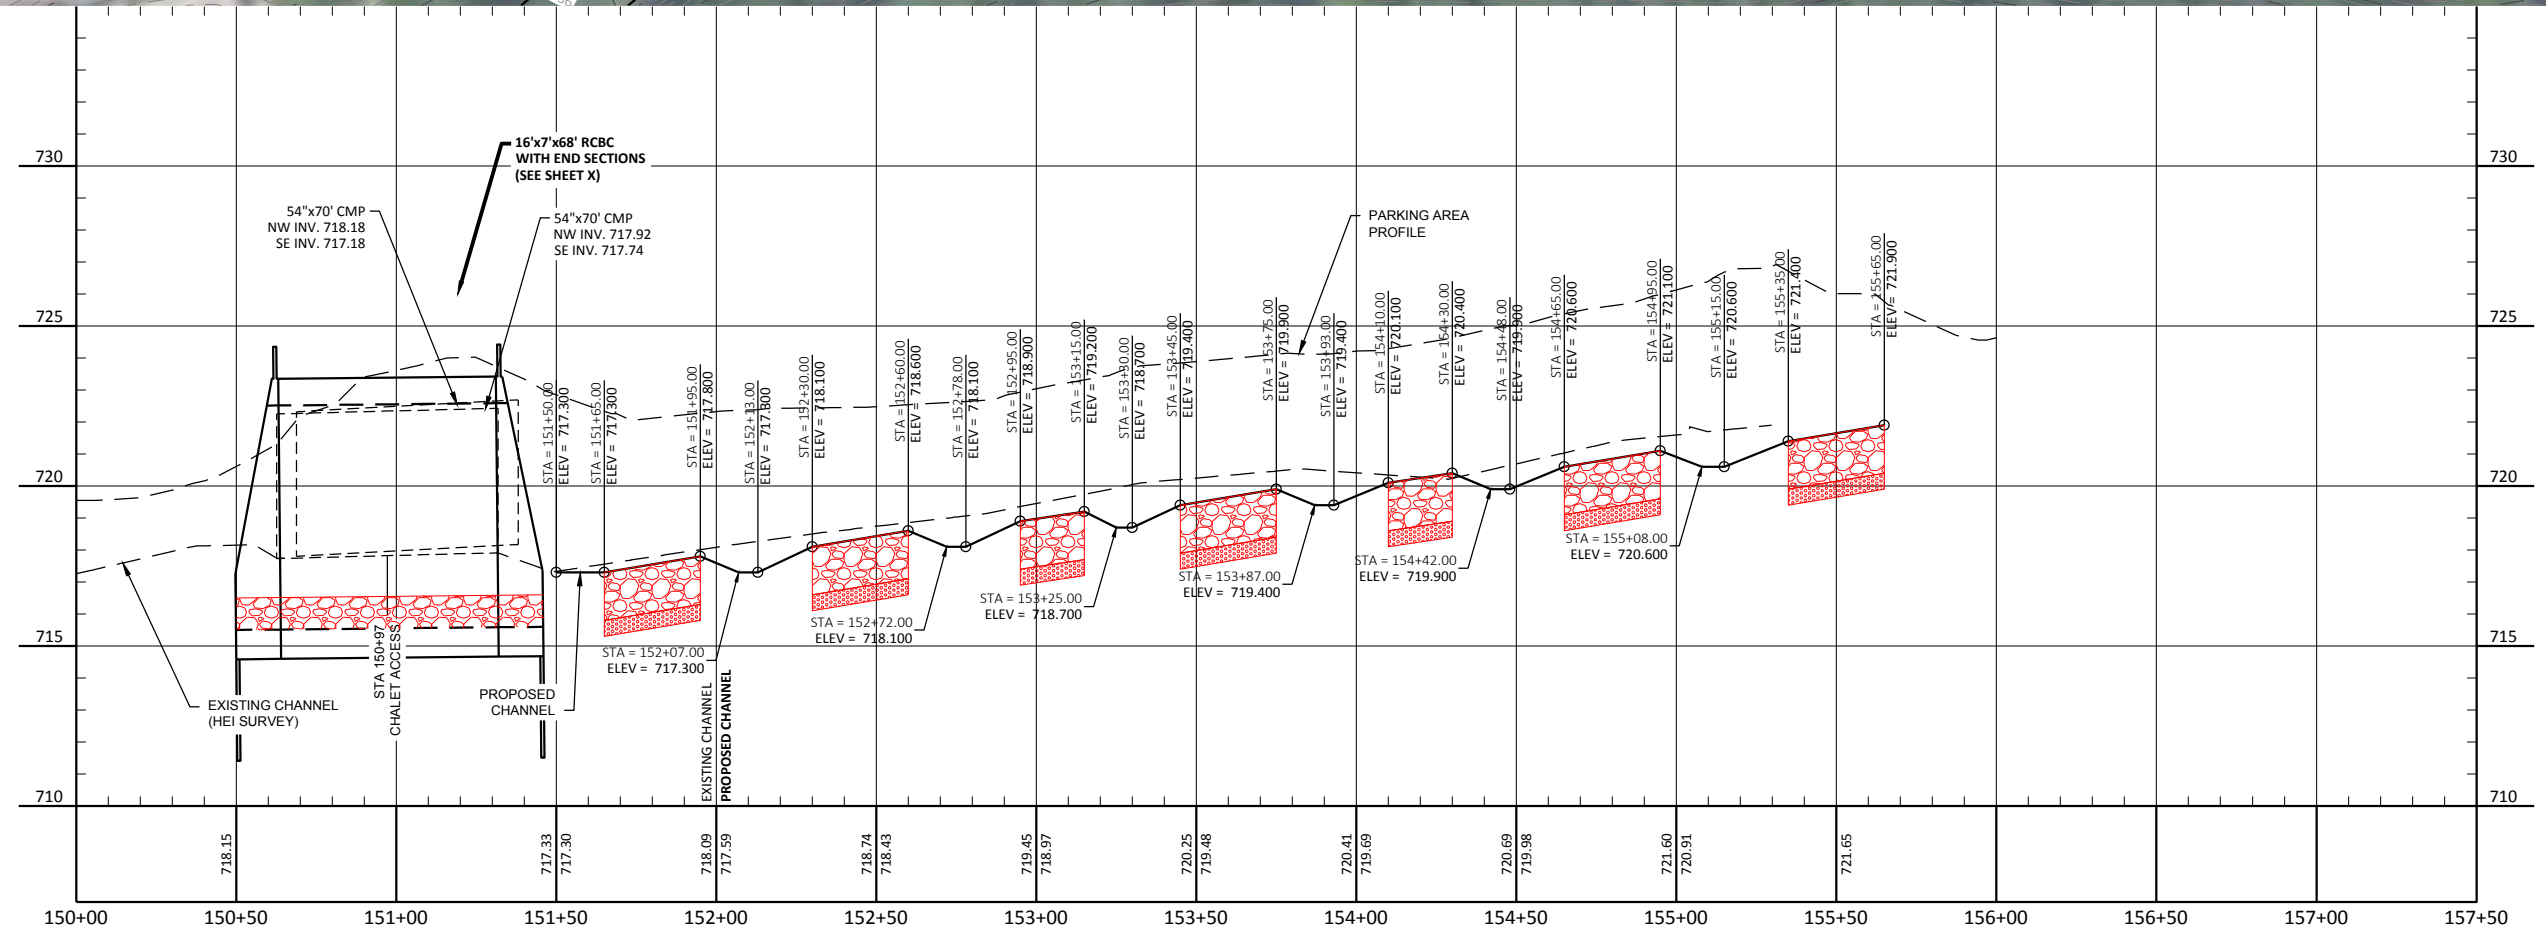 16'x7'x68' RCBC
WITH END SECTIONS
(SEE SHEET X)
54"x70' CMP
NW INV. 718.18
SE INV. 717.18
54"x70' CMP
NW INV. 717.92
SE INV. 717.74
PARKING AREA
PROFILE
730
730
725
725
720
720
715
715
710
710
STA = 151+50.00
ELEV = 717.300
STA = 151+65.00
ELEV = 717.300
STA = 151+95.00
ELEV = 717.800
STA = 152+13.00
ELEV = 717.300
STA = 152+30.00
ELEV = 718.100
STA = 152+60.00
ELEV = 718.600
STA = 152+78.00
ELEV = 718.100
STA = 152+95.00
ELEV = 718.900
STA = 153+15.00
ELEV = 719.200
STA = 153+30.00
ELEV = 718.700
STA = 153+45.00
ELEV = 719.400
STA = 153+75.00
ELEV = 719.900
STA = 153+93.00
ELEV = 719.400
STA = 154+10.00
ELEV = 720.100
STA = 154+30.00
ELEV = 720.400
STA = 154+48.00
ELEV = 719.900
STA = 154+65.00
ELEV = 720.600
STA = 154+95.00
ELEV = 721.100
STA = 155+15.00
ELEV = 720.600
STA = 155+35.00
ELEV = 721.400
STA = 155+65.00
ELEV = 721.900
STA = 152+07.00
ELEV = 717.300
STA = 152+72.00
ELEV = 718.100
STA = 153+25.00
ELEV = 718.700
STA = 153+87.00
ELEV = 719.400
STA = 154+42.00
ELEV = 719.900
STA = 155+08.00
ELEV = 720.600
EXISTING CHANNEL
(HEI SURVEY)
STA 150+97
CHALET ACCESS
PROPOSED
CHANNEL
EXISTING CHANNEL
PROPOSED CHANNEL
718.15
717.33
717.30
718.09
717.59
718.74
718.43
719.45
718.97
720.25
719.48
720.41
719.69
720.69
719.98
721.60
720.91
721.65
150+00
150+50
151+00
151+50
152+00
152+50
153+00
153+50
154+00
154+50
155+00
155+50
156+00
156+50
157+00
157+50